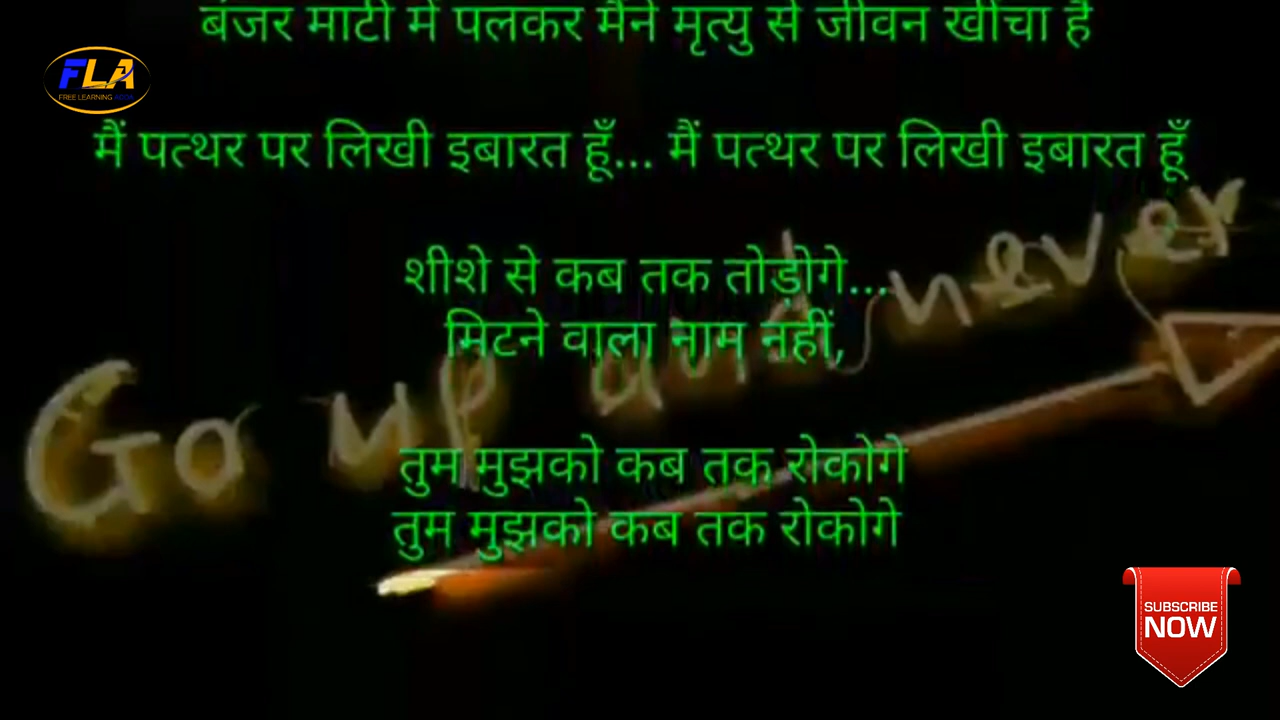 बंजर माटी में पलकर मैंने मृत्यु से जीवन खींचा है
FLA
FREE LEARNING
मैं पत्थर पर लिखी इबारत हूँ... मैं पत्थर पर लिखी इबारत हूँ
शीशे से कब तक तोड़ोगे...
मिटने वाला नाम नहीं,
Go up and never
तुम मुझको कब तक रोकोगे
तुम मुझको कब तक रोकोगे
SUBSCRIBE
NOW